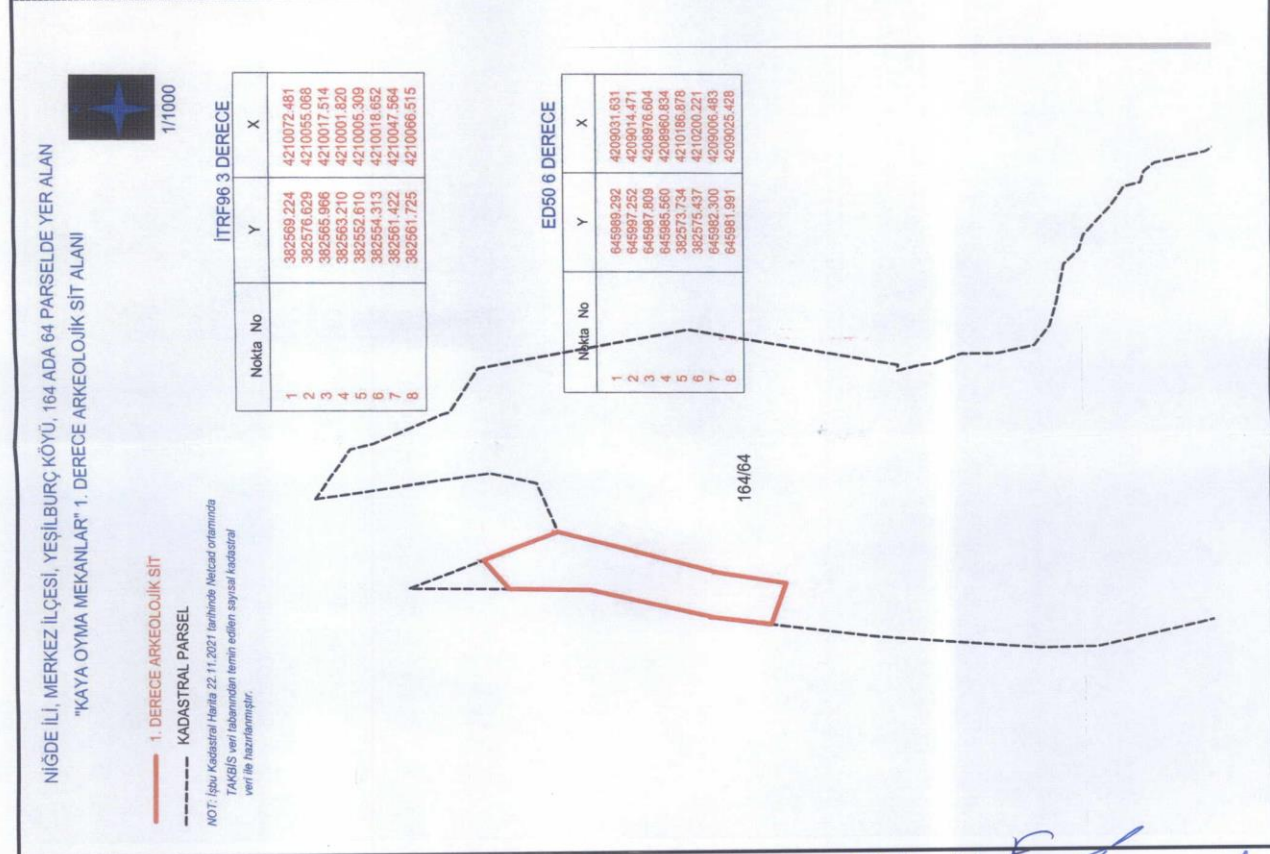 NİĞDE İLİ, MERKEZ İLÇESİ, YEŞİLBURÇ KÖYÜ, 164 ADA 64 PARSELDE YER ALAN
"KAYA OYMA MEKANLAR" 1. DERECE ARKEOLOJİK SİT ALANI
1/1000
1. DERECE ARKEOLOJİK SİT
KADASTRAL PARSEL
NOT: İşbu Kadastral Harita 22.11.2021 tarihinde Netcad ortamında
TAKBİS veri tabanından temin edilen sayısal kadastral
veri ile hazırlanmıştır.
İTRF96 3 DERECE
Nokta No Y X
1 382569.224 4210072.481
2 382576.629 4210055.068
3 382565.966 4210017.514
4 382563.210 4210001.820
5 382552.610 4210005.309
6 382554.313 4210018.652
7 382561.422 4210047.564
8 382561.725 4210066.515
ED50 6 DERECE
Nokta No Y X
1 645989.292 4209031.631
2 645997.252 4209014.471
3 645987.809 4208976.604
4 645985.560 4208960.834
5 382573.734 4210186.878
6 382575.437 4210200.221
7 645982.300 4209006.483
8 645981.991 4209025.428
164/64